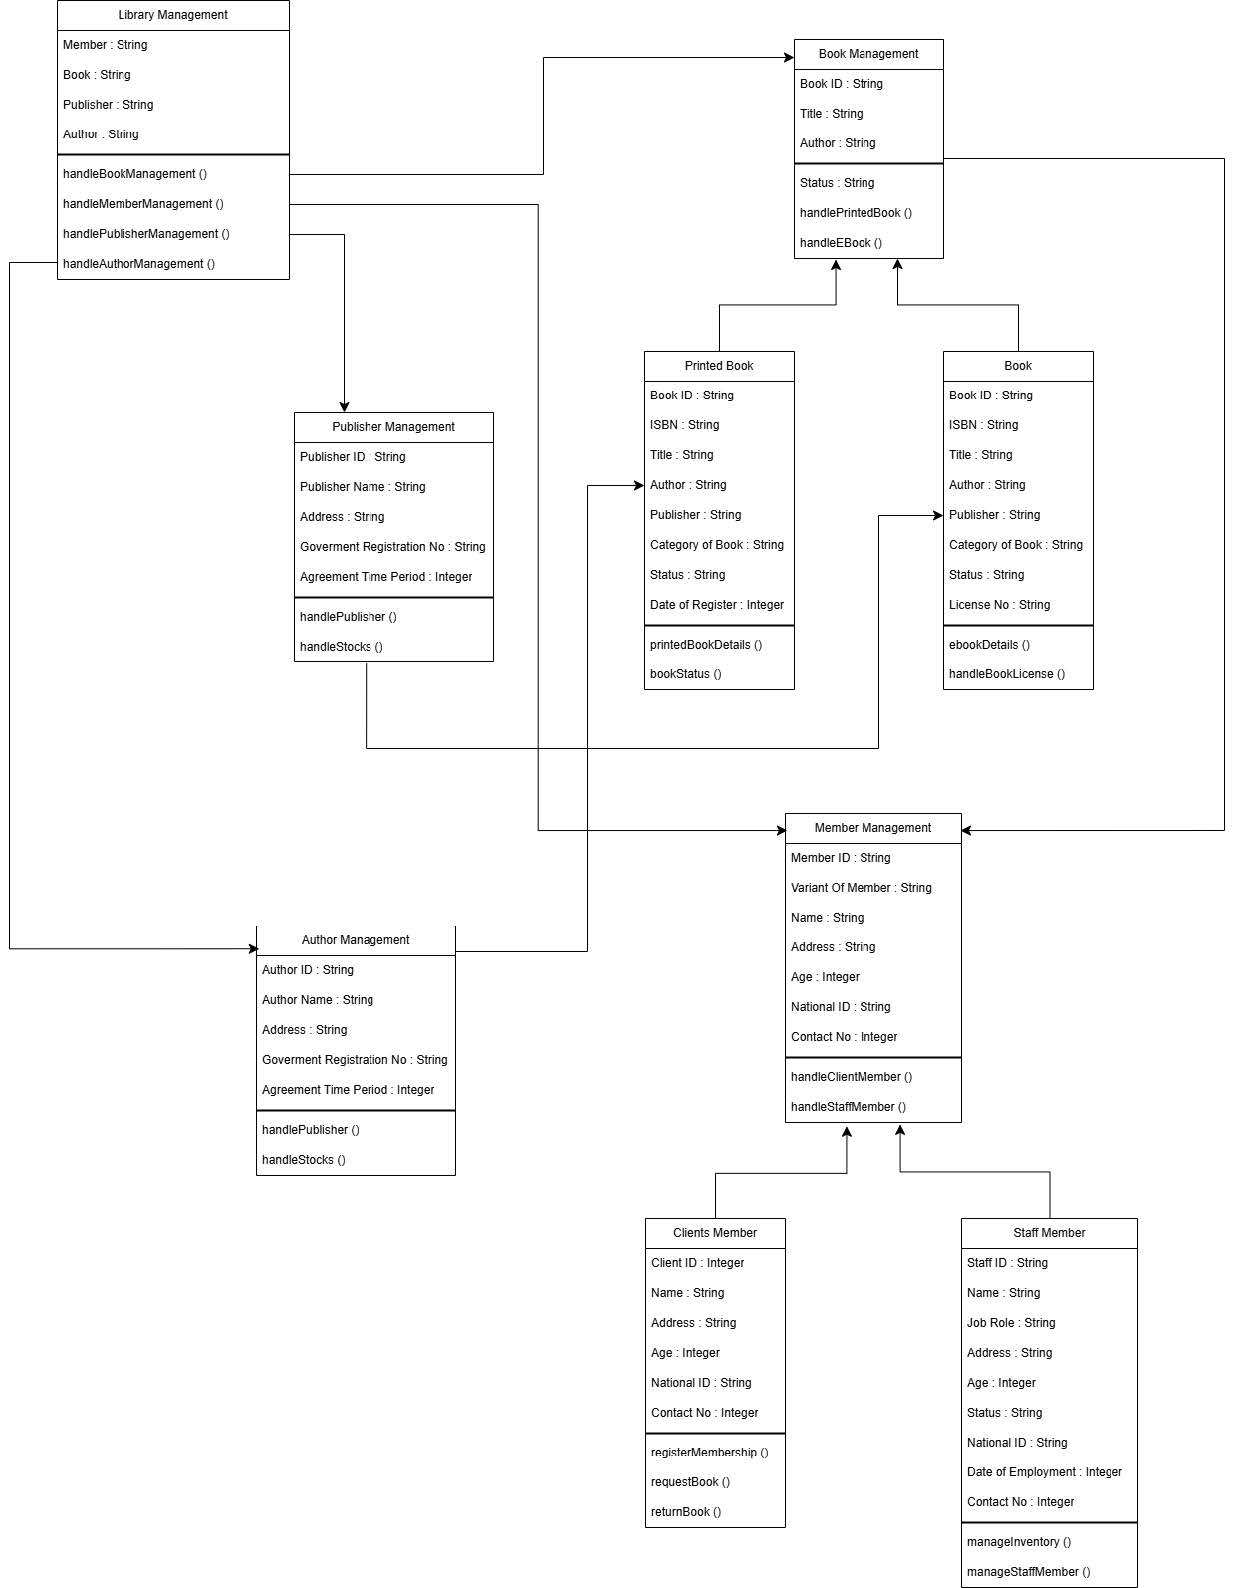 Library Management
Member : String
Book : String
Publisher : String
Author : String
handleBookManagement ()
handleMemberManagement ()
handlePublisherManagement ()
handleAuthorManagement ()
Book Management
Book ID : String
Title : String
Author : String
Status : String
handlePrintedBook ()
handleEBook ()
Printed Book
Book ID : String
ISBN : String
Title : String
Author : String
Publisher : String
Category of Book : String
Status : String
Date of Register : Integer
printedBookDetails ()
bookStatus ()
Book
Book ID : String
ISBN : String
Title : String
Author : String
Publisher : String
Category of Book : String
Status : String
License No : String
ebookDetails ()
handleBookLicense ()
Publisher Management
Publisher ID : String
Publisher Name : String
Address : String
Goverment Registration No : String
Agreement Time Period : Integer
handlePublisher ()
handleStocks ()
Member Management
Member ID : String
Variant Of Member : String
Name : String
Address : String
Age : Integer
National ID : String
Contact No : Integer
handleClientMember ()
handleStaffMember ()
Author Management
Author ID : String
Author Name : String
Address : String
Goverment Registration No : String
Agreement Time Period : Integer
handlePublisher ()
handleStocks ()
Clients Member
Client ID : Integer
Name : String
Address : String
Age : Integer
National ID : String
Contact No : Integer
registerMembership ()
requestBook ()
returnBook ()
Staff Member
Staff ID : String
Name : String
Job Role : String
Address : String
Age : Integer
Status : String
National ID : String
Date of Employment : Integer
Contact No : Integer
manageInventory ()
manageStaffMember ()